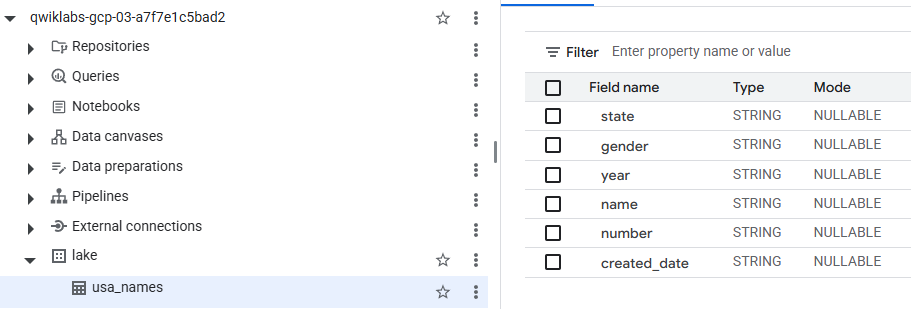 qwiklabs-gcp-03-a7f7e1c5bad2
Repositories
Queries
Notebooks
Data canvases
Data preparations
Pipelines
External connections
lake
usa_names
Filter Enter property name or value
Field name Type Mode
state STRING NULLABLE
gender STRING NULLABLE
year STRING NULLABLE
name STRING NULLABLE
number STRING NULLABLE
created_date STRING NULLABLE